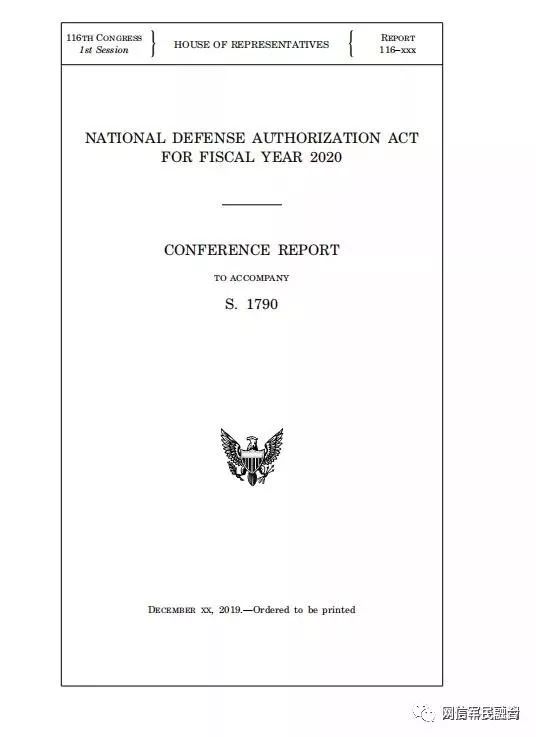 116TH CONGRESS
1st Session
HOUSE OF REPRESENTATIVES
REPORT
116–xxx
NATIONAL DEFENSE AUTHORIZATION ACT
FOR FISCAL YEAR 2020
CONFERENCE REPORT
TO ACCOMPANY
S. 1790
DECEMBER XX, 2019.—Ordered to be printed
网信军民融合